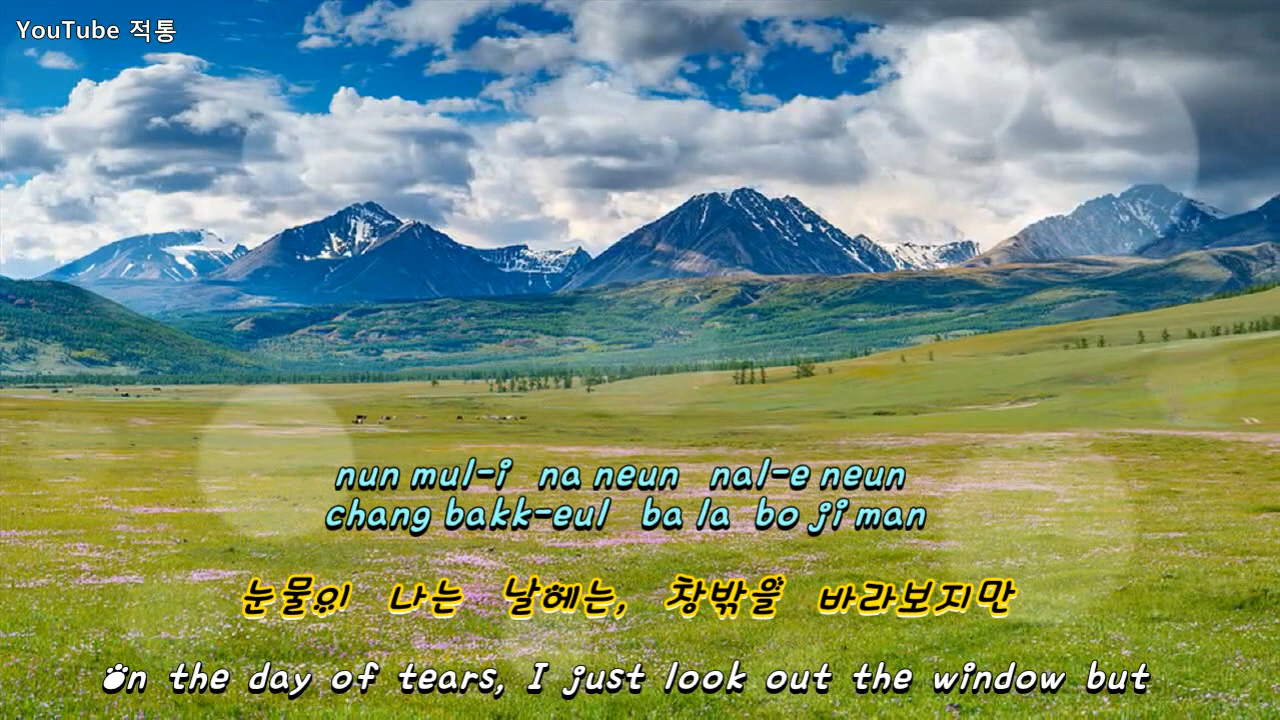 YouTube 적통
nun mul-i na neun nal-e neun
chang bakk-eul ba la bo ji man
눈물이 나는 날에는, 창밖을 바라보지만
On the day of tears, I just look out the window but